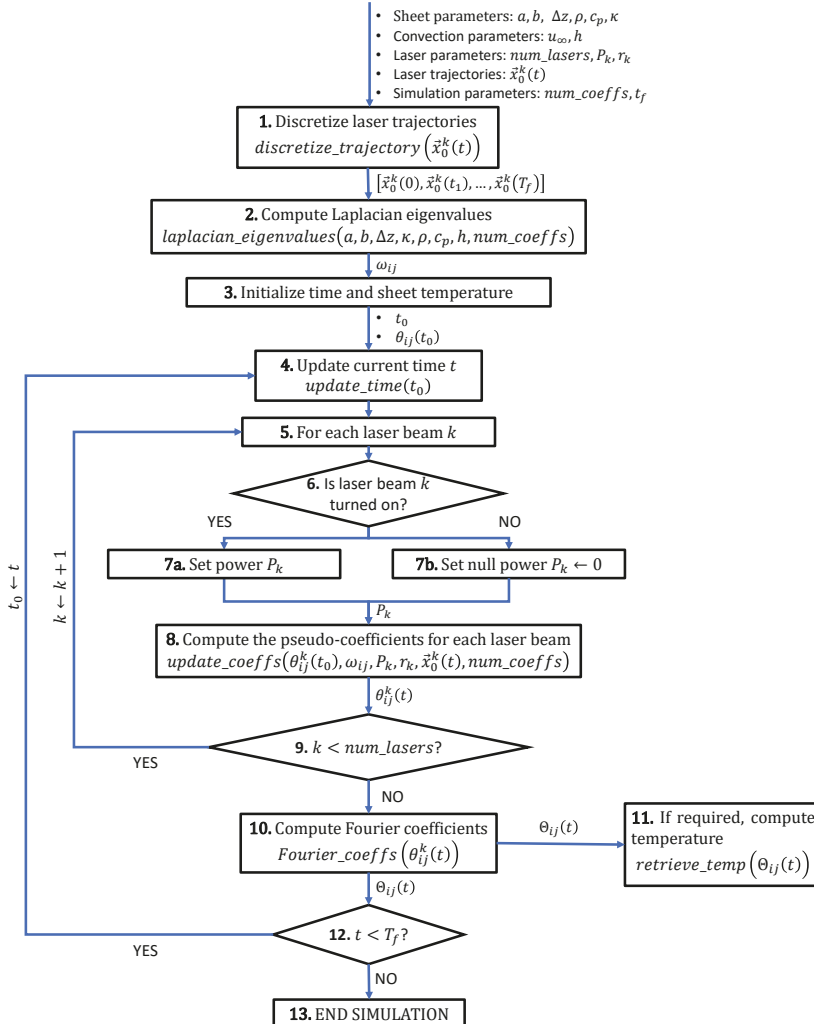 • Sheet parameters: a, b, Δz, ρ, c_p, κ
• Convection parameters: u_∞, h
• Laser parameters: num_lasers, P_k, r_k
• Laser trajectories: x⃗_0^k(t)
• Simulation parameters: num_coeffs, t_f
1. Discretize laser trajectories
discretize_trajectory(x⃗_0^k(t))
[x⃗_0^k(0), x⃗_0^k(t_1), …, x⃗_0^k(T_f)]
2. Compute Laplacian eigenvalues
laplacian_eigenvalues(a, b, Δz, κ, ρ, c_p, h, num_coeffs)
ω_ij
3. Initialize time and sheet temperature
• t_0
• θ_ij(t_0)
4. Update current time t
update_time(t_0)
5. For each laser beam k
6. Is laser beam k
turned on?
YES
NO
7a. Set power P_k
7b. Set null power P_k ← 0
t_0 ← t
k ← k + 1
P_k
8. Compute the pseudo-coefficients for each laser beam
update_coeffs(θ_ij^k(t_0), ω_ij, P_k, r_k, x⃗_0^k(t), num_coeffs)
θ_ij^k(t)
9. k < num_lasers?
YES
NO
10. Compute Fourier coefficients
Fourier_coeffs(θ_ij^k(t))
Θ_ij(t)
11. If required, compute
temperature
retrieve_temp(Θ_ij(t))
Θ_ij(t)
12. t < T_f?
YES
NO
13. END SIMULATION